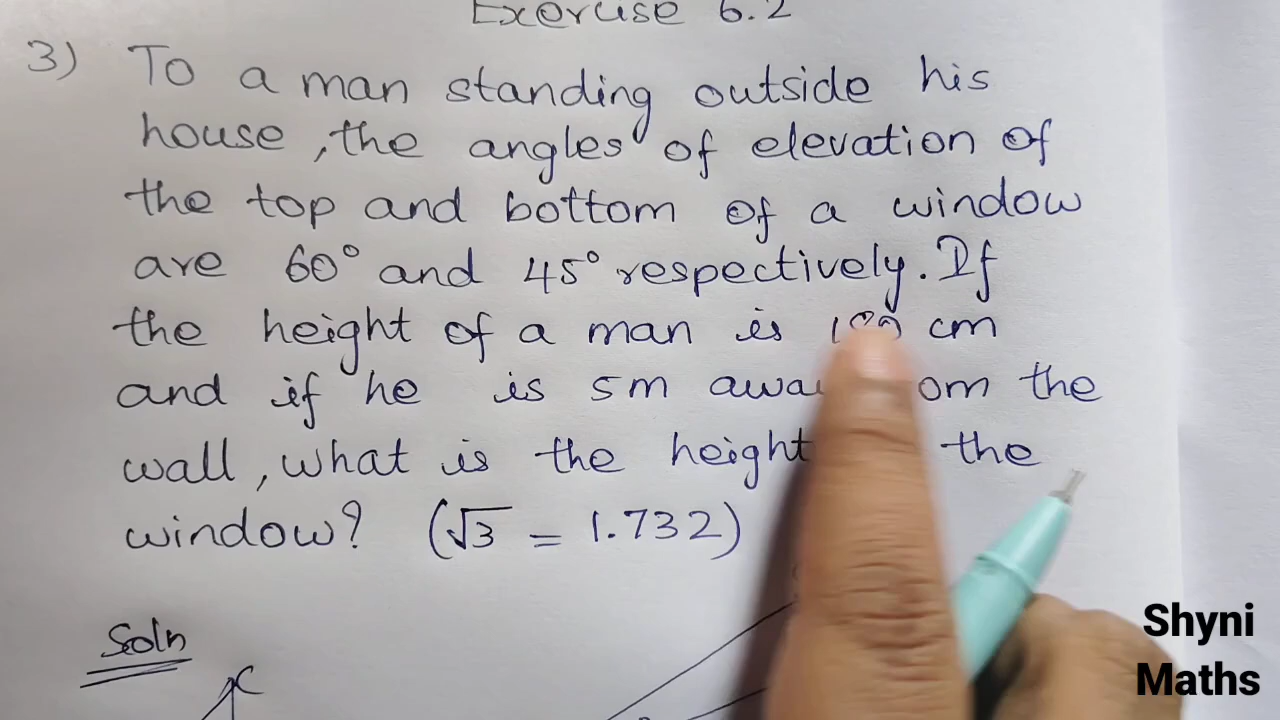 Exercise 6.2
3) To a man standing outside his
house, the angles of elevation of
the top and bottom of a window
are 60° and 45° respectively. If
the height of a man is cm
and if he is 5m the
wall, what is the height the
window? (√3 = 1.732)
Soln
Shyni
Maths